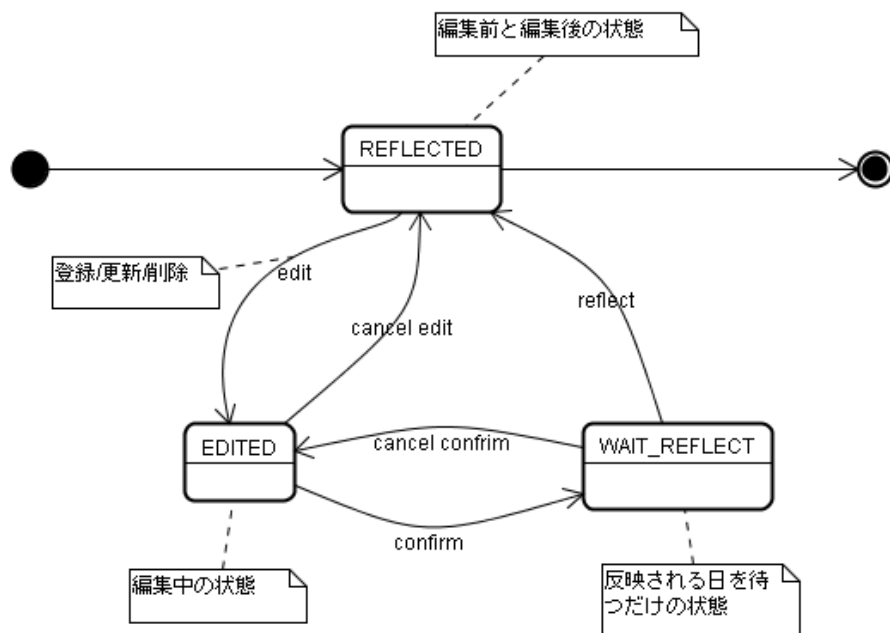 編集前と編集後の状態
REFLECTED
登録/更新/削除
edit
cancel edit
reflect
EDITED
cancel confrim
WAIT_REFLECT
confirm
編集中の状態
反映される日を待
つだけの状態